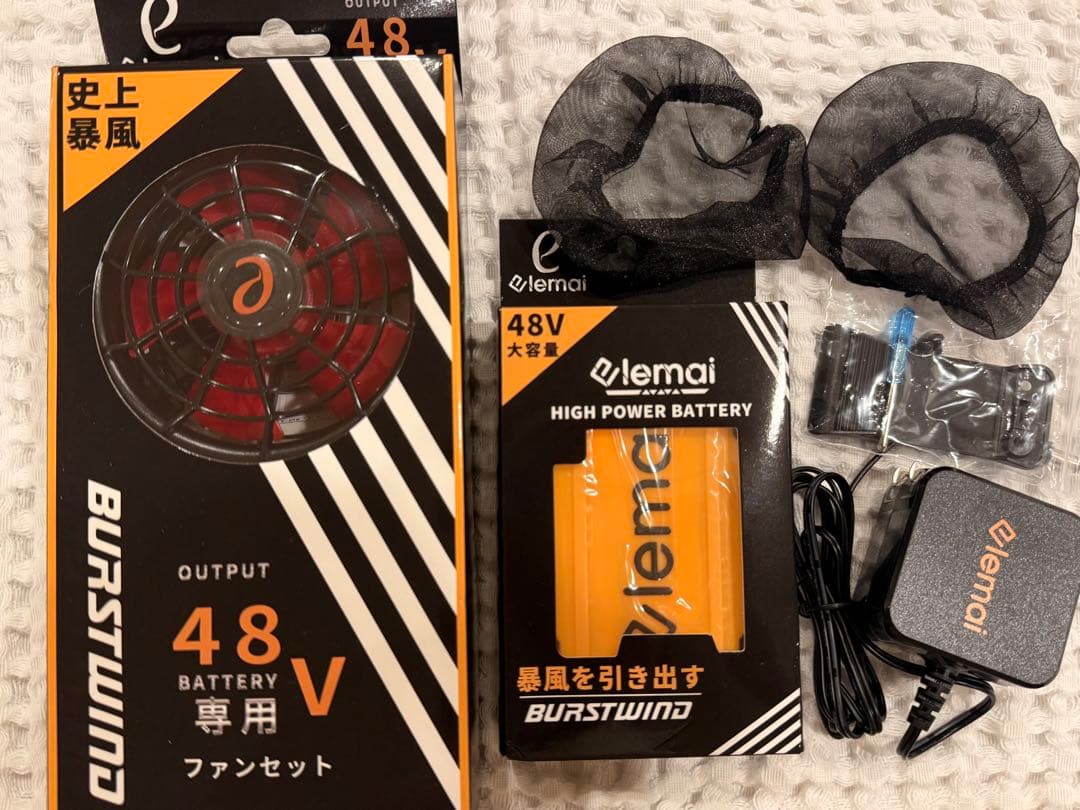 e
OUTPUT
48
史上
暴風
e
BURSTWIND
OUTPUT
48V
BATTERY
専用
ファンセット
e
elemai
48V
大容量
elemai
HIGH POWER BATTERY
elemai
暴風を引き出す
BURSTWIND
elemai